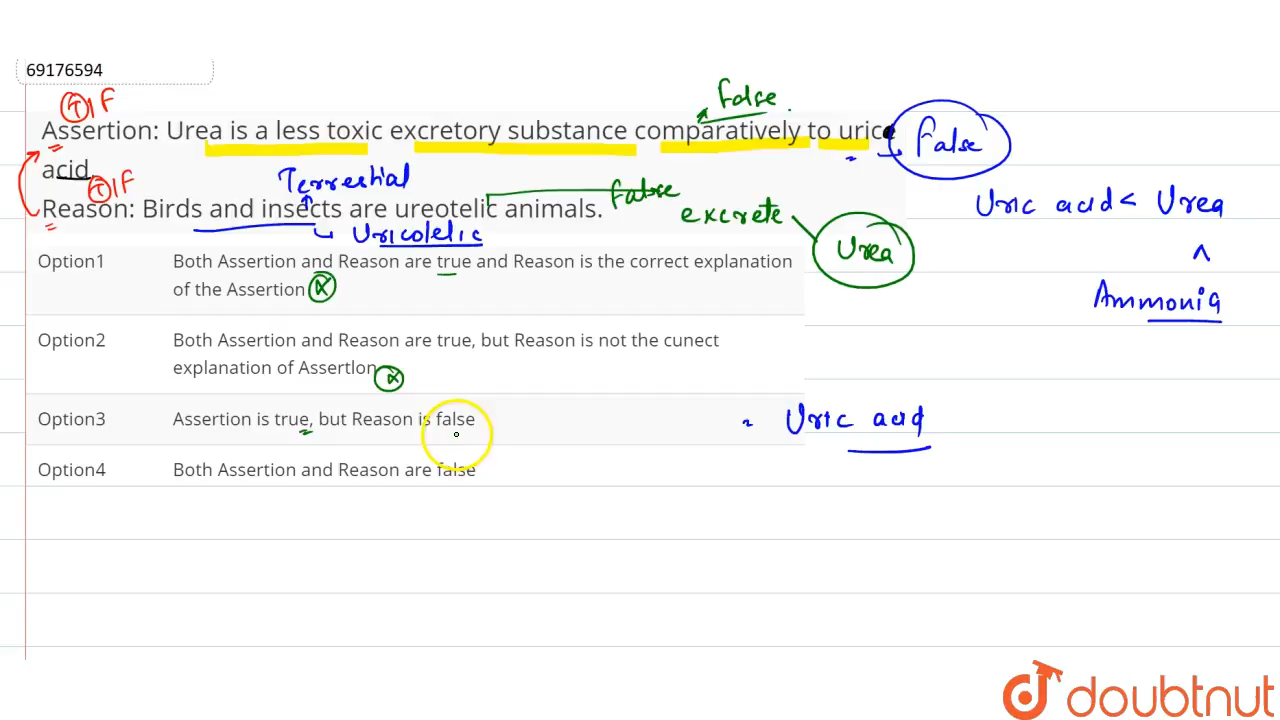 69176594
T/F
False
Assertion: Urea is a less toxic excretory substance comparatively to urice
acid.
False
Terrestial
T/F
False
Reason: Birds and insects are ureotelic animals.
excrete
Uric acid < Urea
Uricolelic
Urea
^
Ammonia
Option1 Both Assertion and Reason are true and Reason is the correct explanation
of the Assertion
Option2 Both Assertion and Reason are true, but Reason is not the cunect
explanation of Assertlon
Option3 Assertion is true, but Reason is false
Uric acid
Option4 Both Assertion and Reason are false
doubtnut